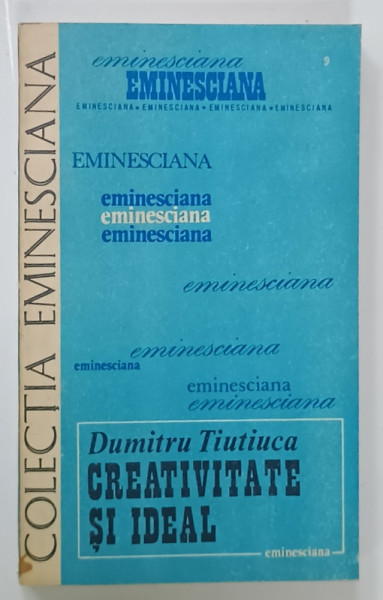 COLECȚIA EMINESCIANA
eminesciana 9
EMINESCIANA
EMINESCIANA • EMINESCIANA • EMINESCIANA • EMINESCIANA
EMINESCIANA
eminesciana
eminesciana
eminesciana
eminesciana
eminesciana
eminesciana
eminesciana
eminesciana
Dumitru Tiutiuca
CREATIVITATE
ȘI IDEAL
eminesciana